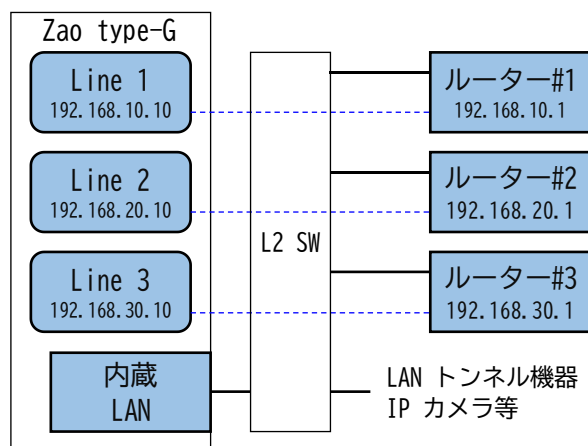 Zao type-G
Line 1
192.168.10.10
ルーター#1
192.168.10.1
Line 2
192.168.20.10
ルーター#2
192.168.20.1
L2 SW
Line 3
192.168.30.10
ルーター#3
192.168.30.1
内蔵
LAN
LAN トンネル機器
IP カメラ等